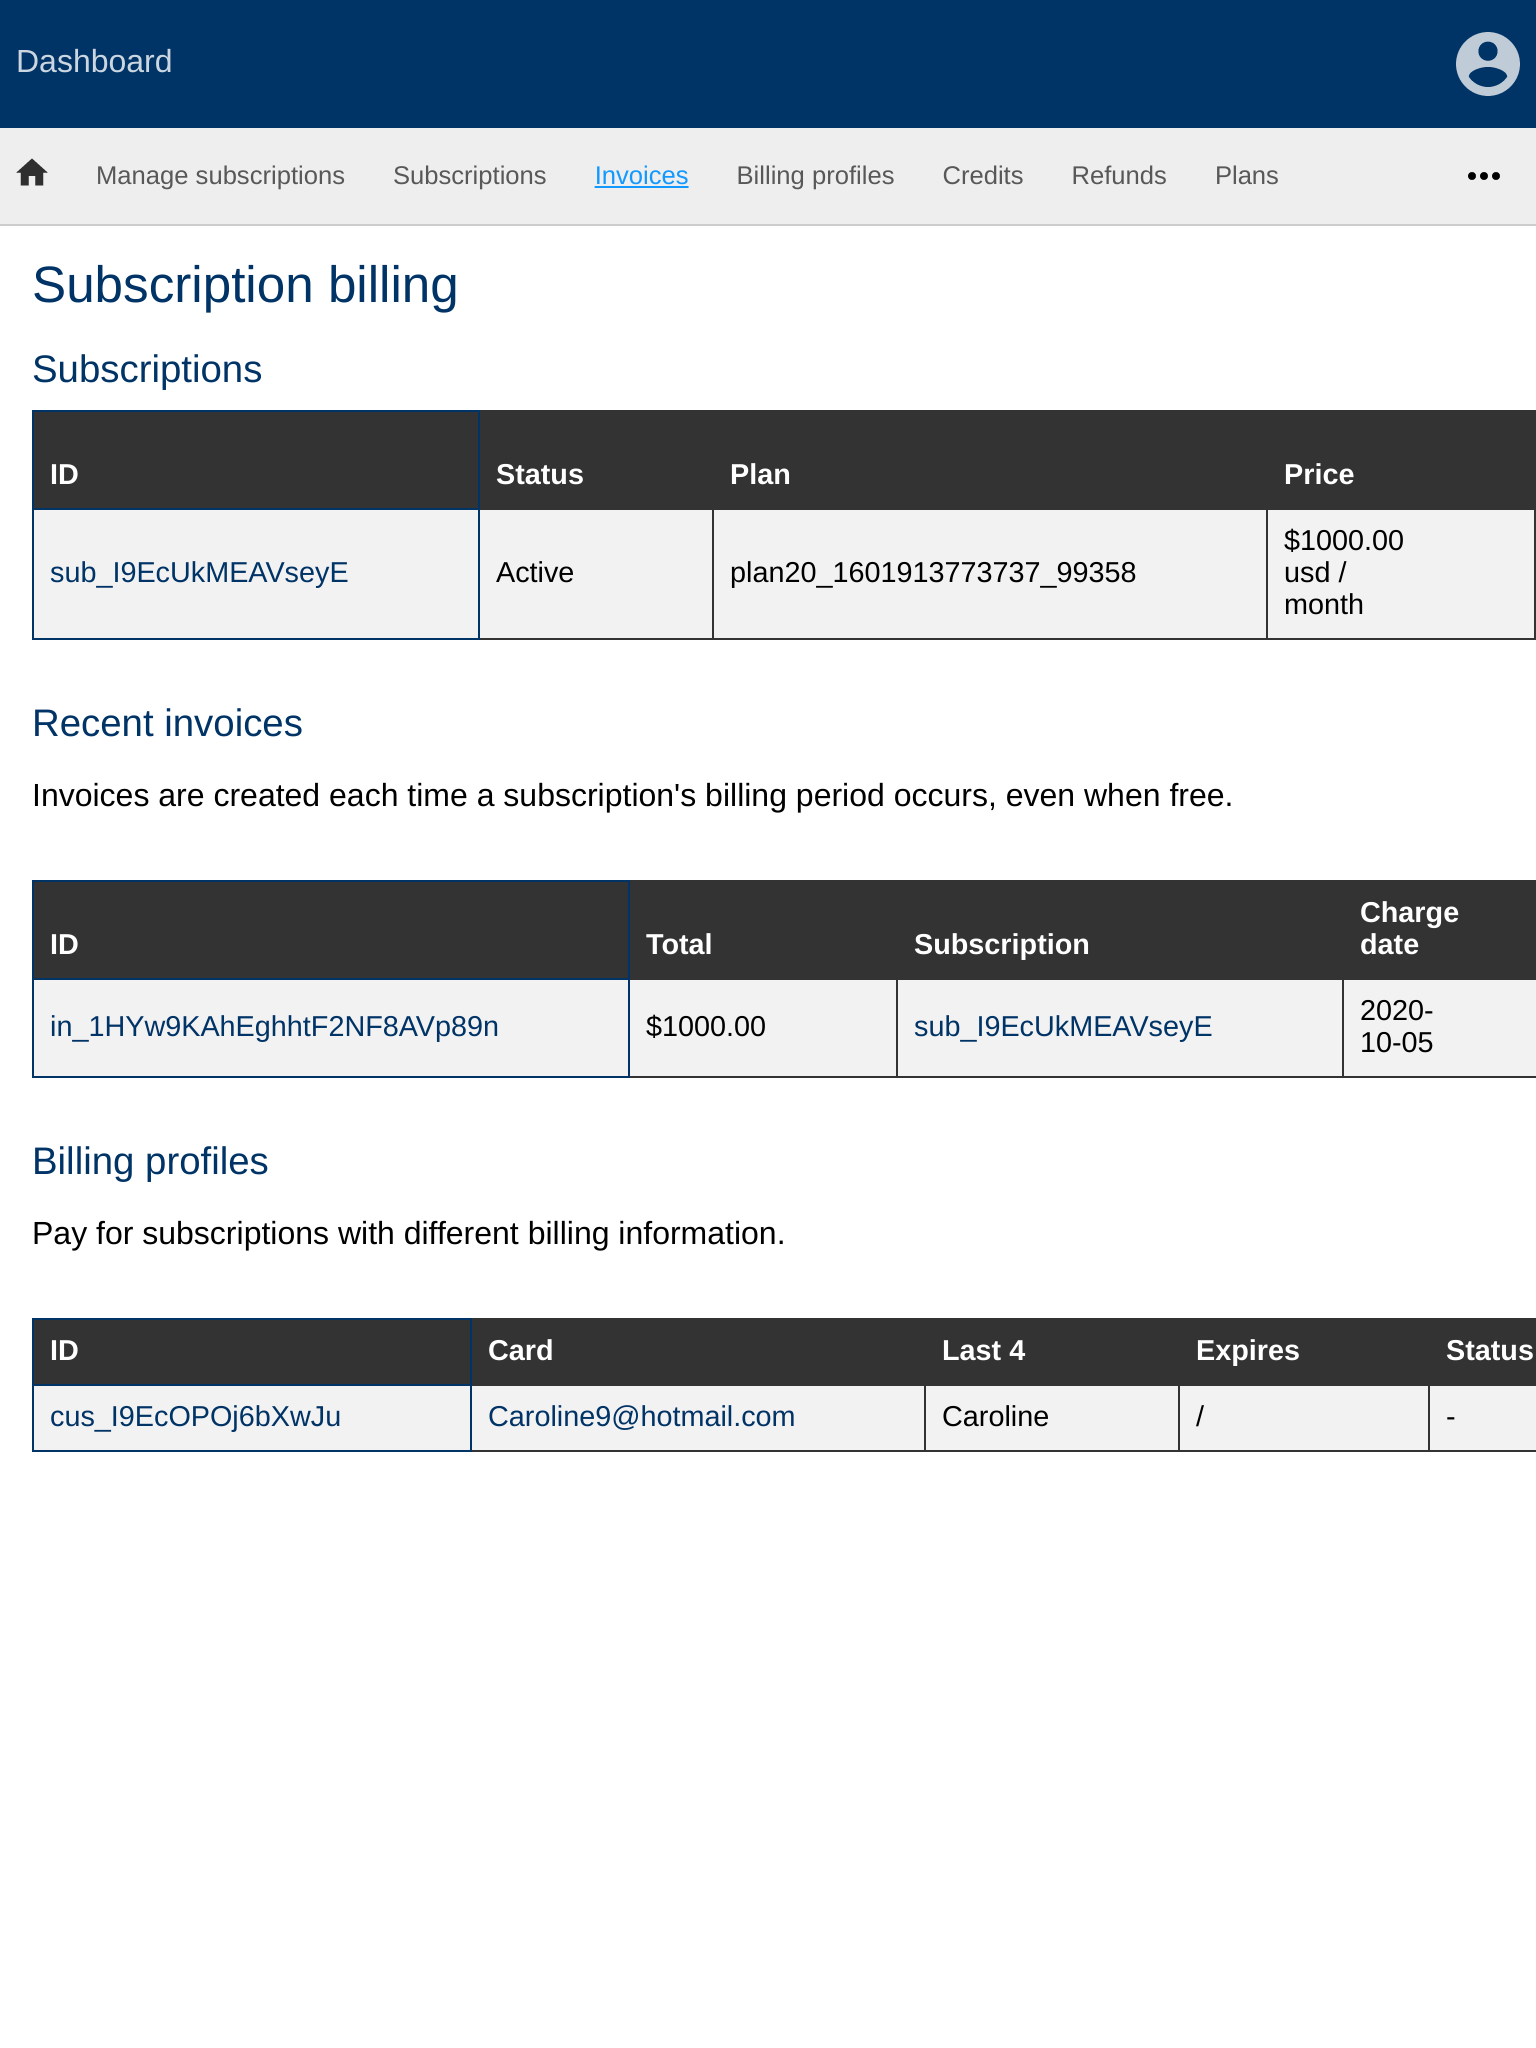 Dashboard
Manage subscriptions Subscriptions Invoices Billing profiles Credits Refunds Plans
Subscription billing
Subscriptions
ID Status Plan Price
sub_I9EcUkMEAVseyE Active plan20_1601913773737_99358 $1000.00
usd /
month
Recent invoices
Invoices are created each time a subscription's billing period occurs, even when free.
ID Total Subscription Charge
date
in_1HYw9KAhEghhtF2NF8AVp89n $1000.00 sub_I9EcUkMEAVseyE 2020-
10-05
Billing profiles
Pay for subscriptions with different billing information.
ID Card Last 4 Expires Status
cus_I9EcOPOj6bXwJu Caroline9@hotmail.com Caroline / -